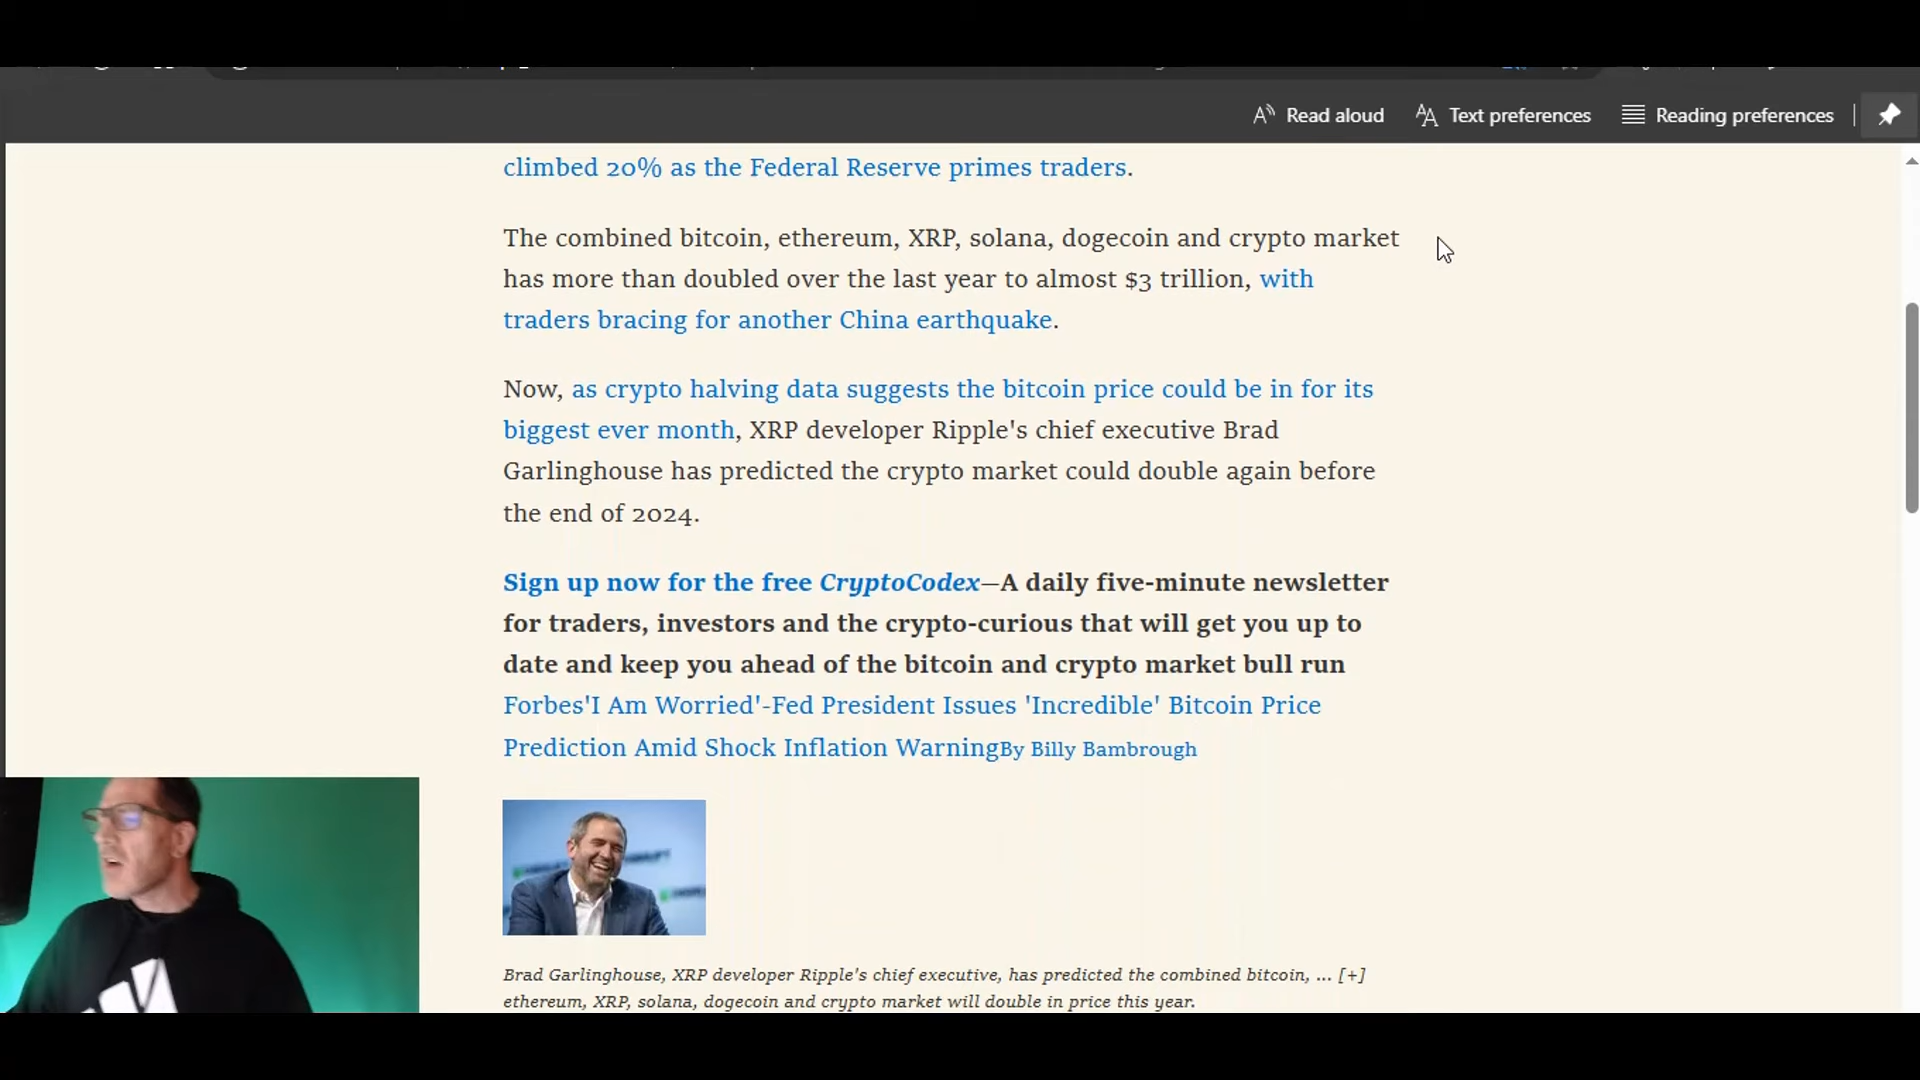 Read aloud
Text preferences
Reading preferences
climbed 20% as the Federal Reserve primes traders.
The combined bitcoin, ethereum, XRP, solana, dogecoin and crypto market
has more than doubled over the last year to almost $3 trillion, with
traders bracing for another China earthquake.
Now, as crypto halving data suggests the bitcoin price could be in for its
biggest ever month, XRP developer Ripple's chief executive Brad
Garlinghouse has predicted the crypto market could double again before
the end of 2024.
Sign up now for the free CryptoCodex—A daily five-minute newsletter
for traders, investors and the crypto-curious that will get you up to
date and keep you ahead of the bitcoin and crypto market bull run
Forbes'I Am Worried'-Fed President Issues 'Incredible' Bitcoin Price
Prediction Amid Shock Inflation WarningBy Billy Bambrough
Brad Garlinghouse, XRP developer Ripple's chief executive, has predicted the combined bitcoin, ... [+]
ethereum, XRP, solana, dogecoin and crypto market will double in price this year.